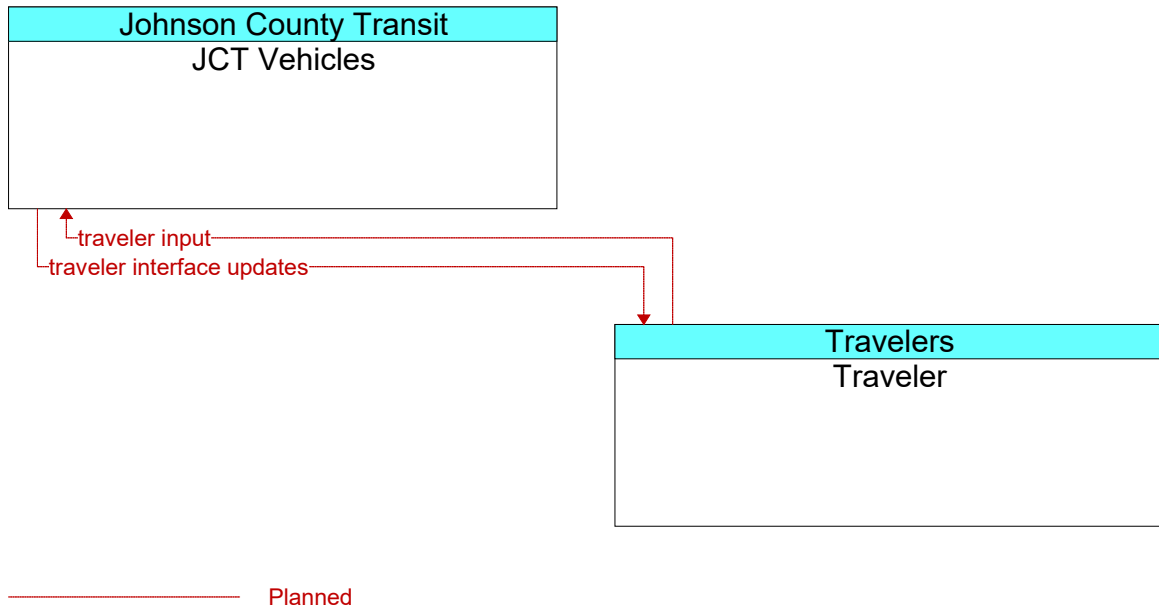 Johnson County Transit
JCT Vehicles
traveler input
traveler interface updates
Travelers
Traveler
Planned